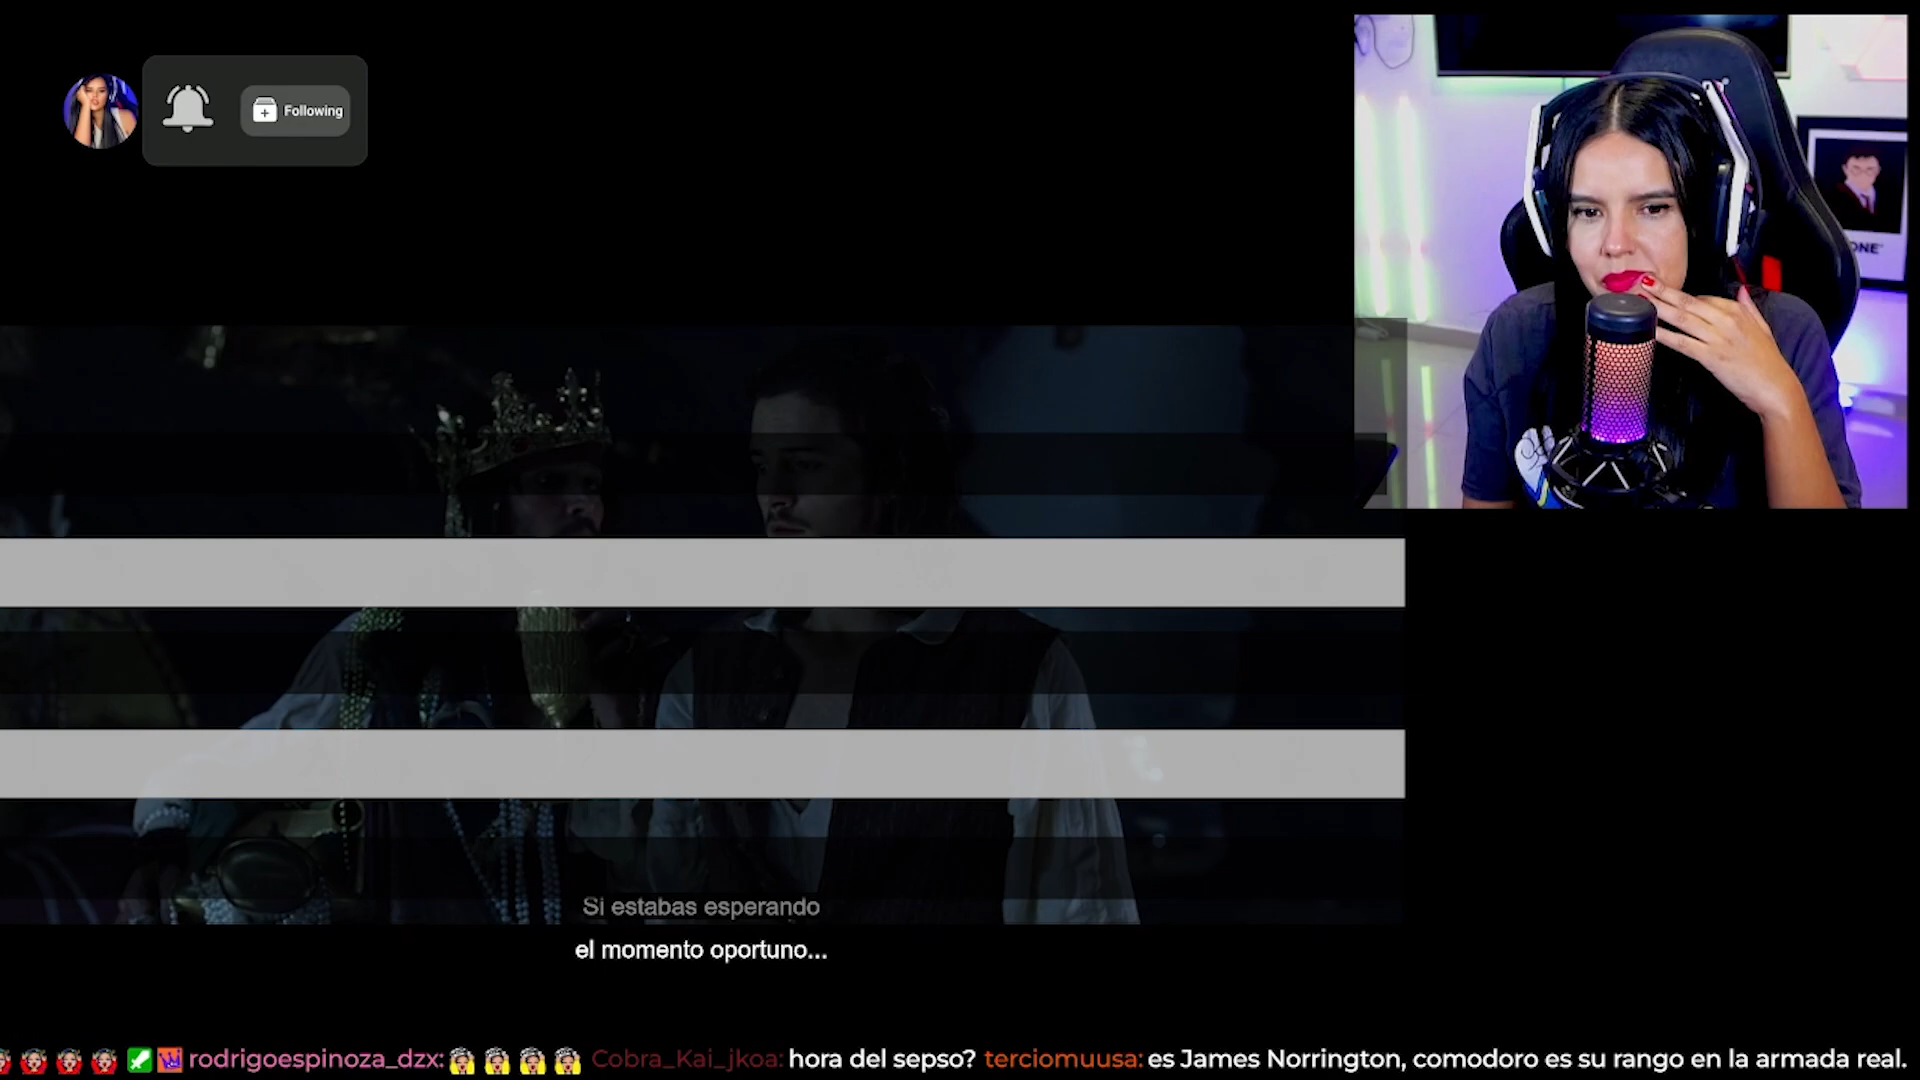 Following
ONE
Si estabas esperando
el momento oportuno...
rodrigoespinoza_dzx: Cobra_Kai_jkoa: hora del sepso? terciomuusa: es James Norrington, comodoro es su rango en la armada real.